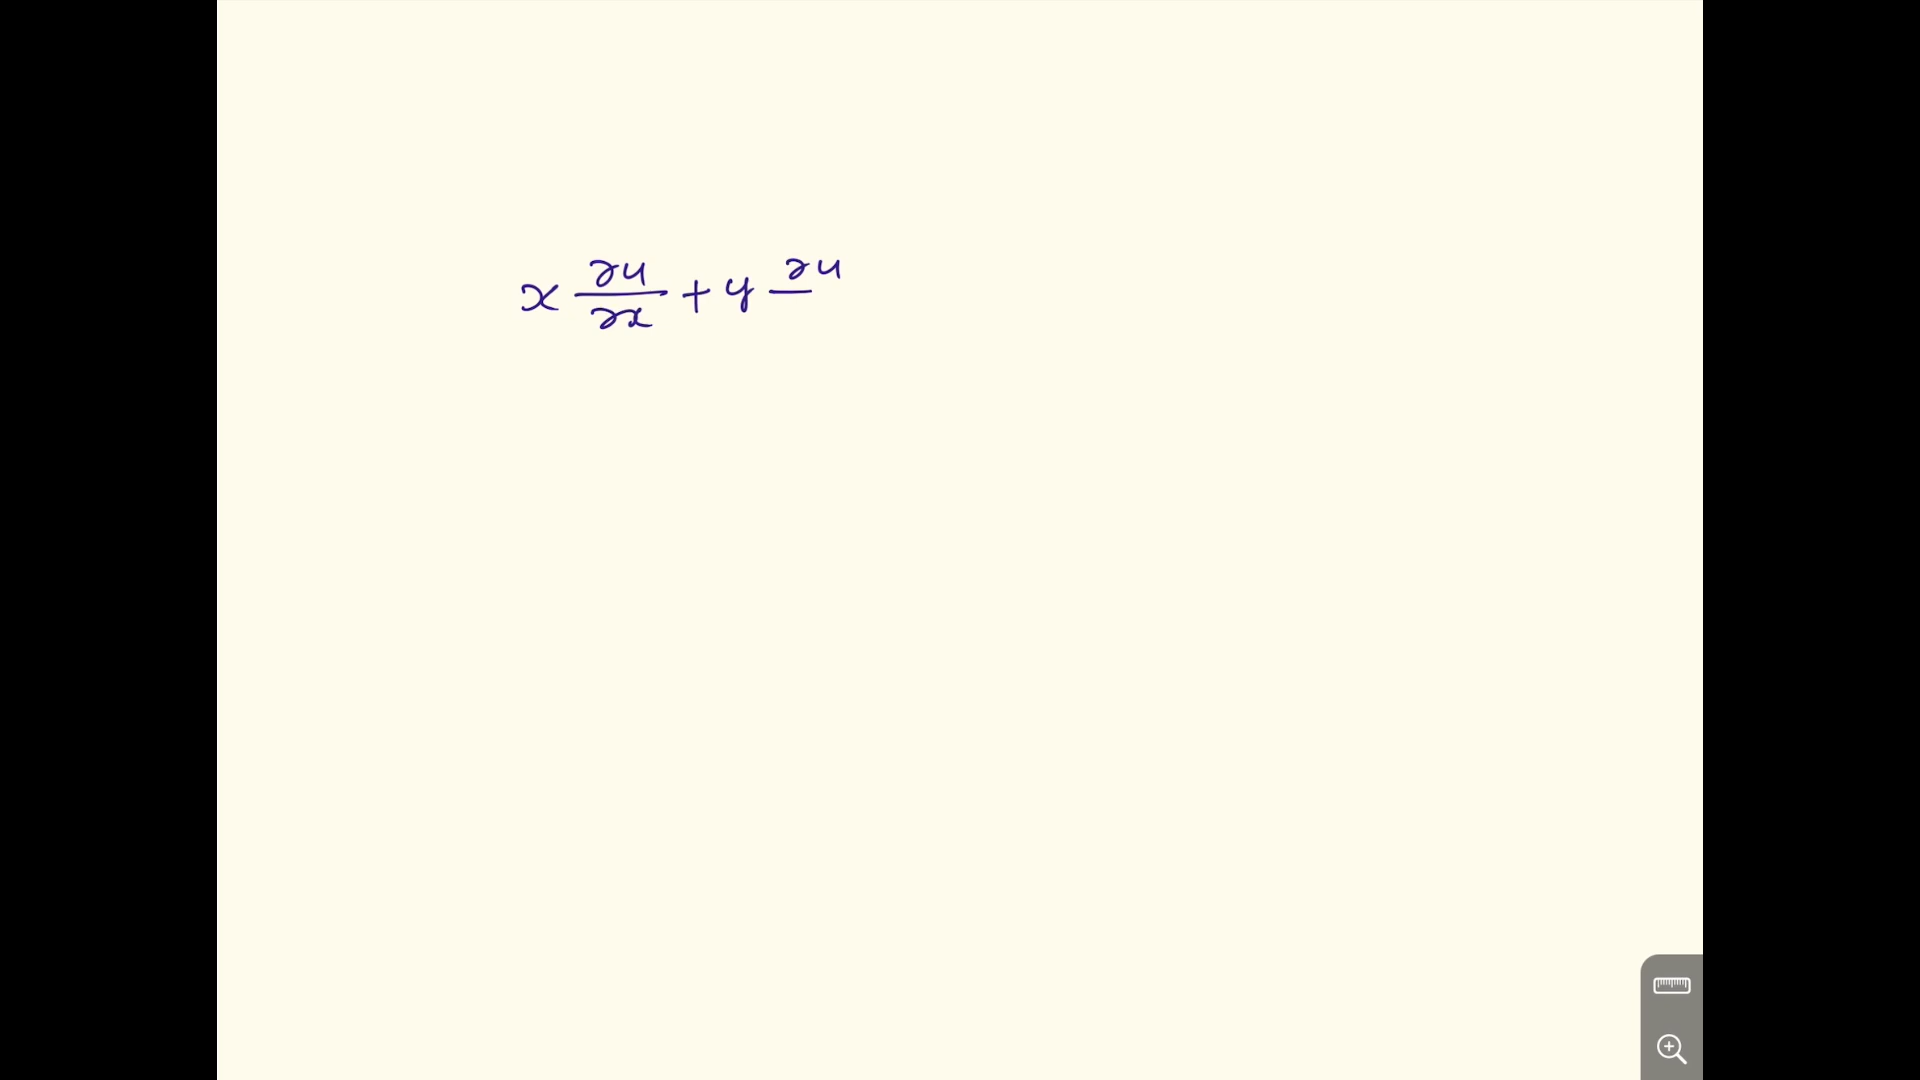 x ∂u/∂x + y ∂u/